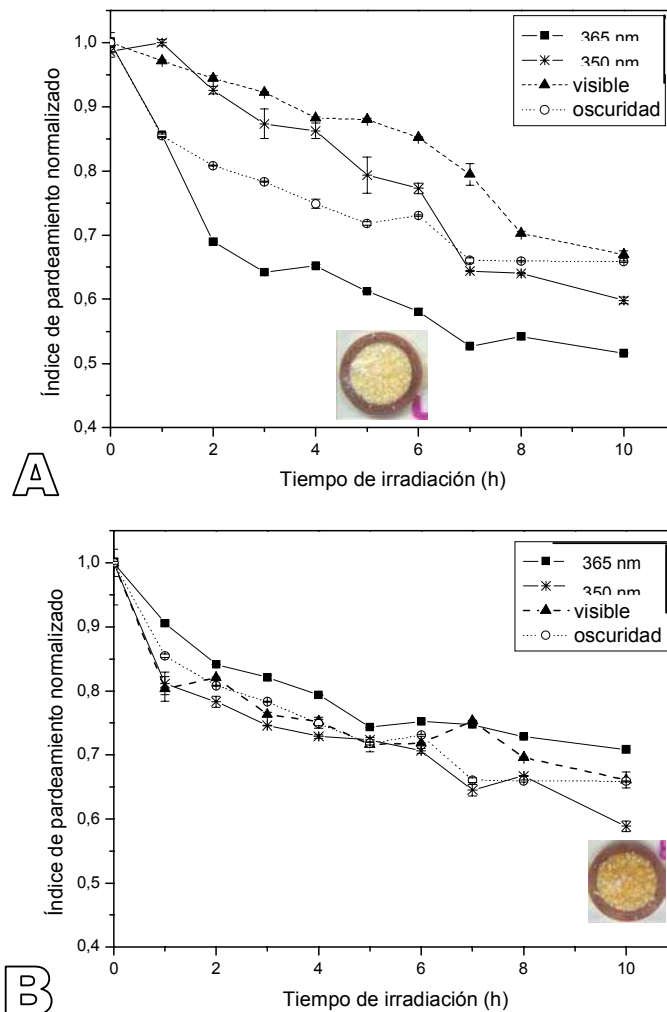 365 nm
350 nm
visible
oscuridad
1,0
0,9
0,8
0,7
0,6
0,5
0,4
Índice de pardeamiento normalizado
0 2 4 6 8 10
Tiempo de irradiación (h)
A
365 nm
350 nm
visible
oscuridad
1,0
0,9
0,8
0,7
0,6
0,5
0,4
Índice de pardeamiento normalizado
0 2 4 6 8 10
Tiempo de irradiación (h)
B